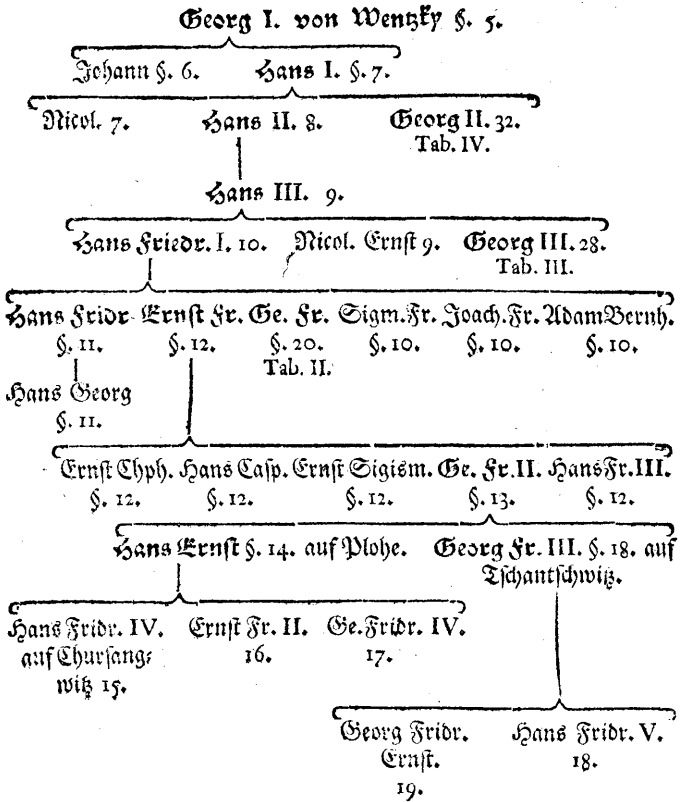 Georg I. von Wentzky §. 5.
Johann §. 6. Hans I. §. 7.
Nicol. 7. Hans II. 8. Georg II. 32.
Tab. IV.
Hans III. 9.
Hans Friedr. I. 10. Nicol. Ernst 9. Georg III. 28.
Tab. III.
Hans Fridr Ernst Fr. Ge. Fr. Sigm. Fr. Joach. Fr. Adam Bernh.
§. 11. §. 12. §. 20. §. 10. §. 10. §. 10.
Tab. II.
Hans Georg
§. 11.
Ernst Chph. Hans Casp. Ernst Sigism. Ge. Fr. II. Hans Fr. III.
§. 12. §. 12. §. 12. §. 13. §. 12.
Hans Ernst §. 14. auf Plohe. Georg Fr. III. §. 18. auf
Tschantschwitz.
Hans Fridr. IV. Ernst Fr. II. Ge. Fridr. IV.
auf Chursang- 16. 17.
witz 15.
Georg Fridr. Hans Fridr. V.
Ernst. 18.
19.